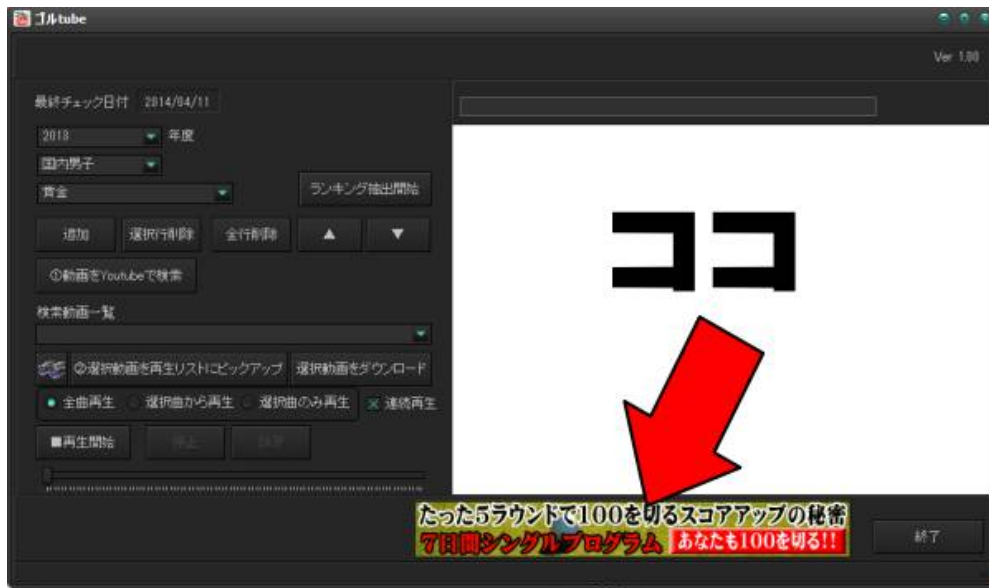 ゴルtube
Ver 1.00
最終チェック日付 2014/04/11
2013 年度
国内男子
賞金
ランキング抽出開始
追加 選択行削除 全行削除 ▲ ▼
①動画をYoutubeで検索
検索動画一覧
②選択動画を再生リストにピックアップ 選択動画をダウンロード
全曲再生 選択曲から再生 選択曲のみ再生 連続再生
■再生開始 停止
ココ
たった5ラウンドで100を切るスコアアップの秘密
7日間シングルプログラム あなたも100を切る!!
終了